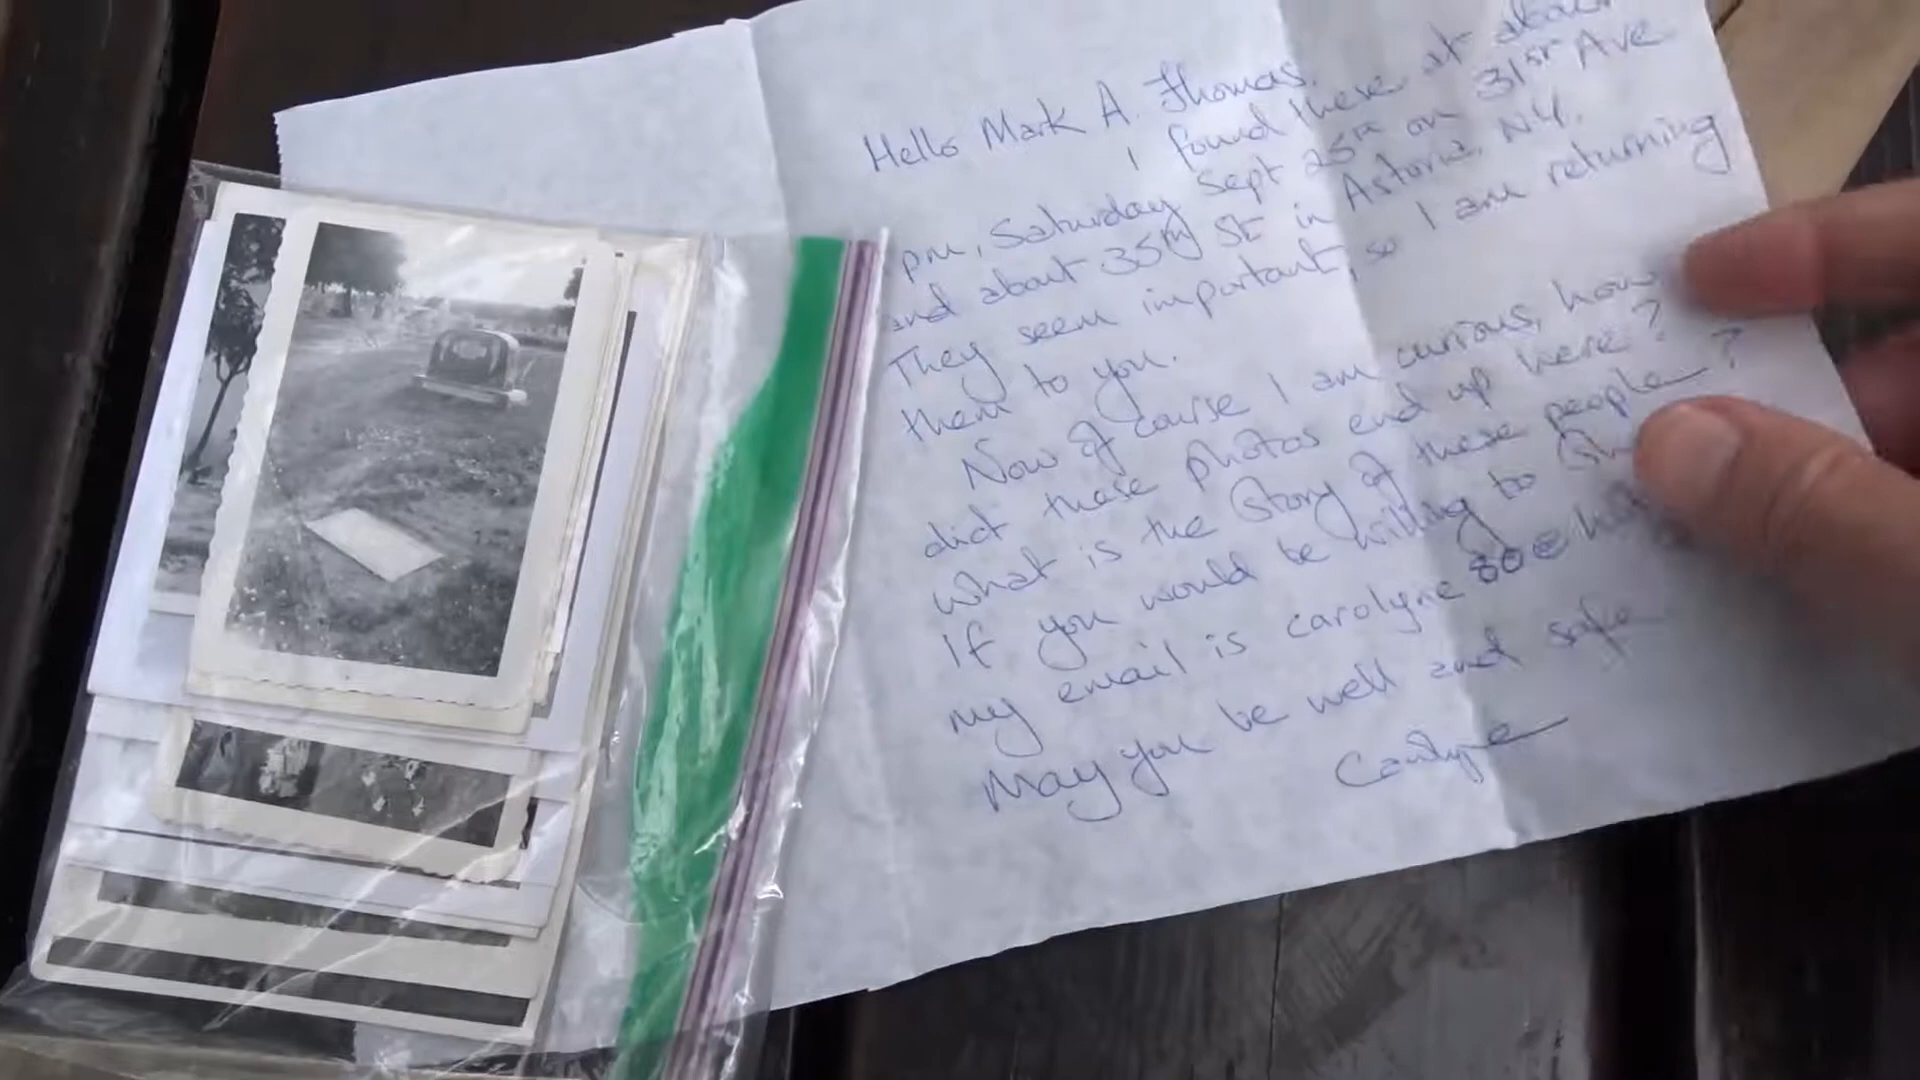 Hello Mark A. Thomas.
I found these at about
pm, Saturday Sept 25th on 31st Ave
and about 35th St in Astoria, NY.
They seem important, so I am returning
them to you.
Now of course I am curious, how
did these photos end up here?
What is the story of these people?
If you would be willing to
my email is carolyne 80@
May you be well and safe
Carolyne